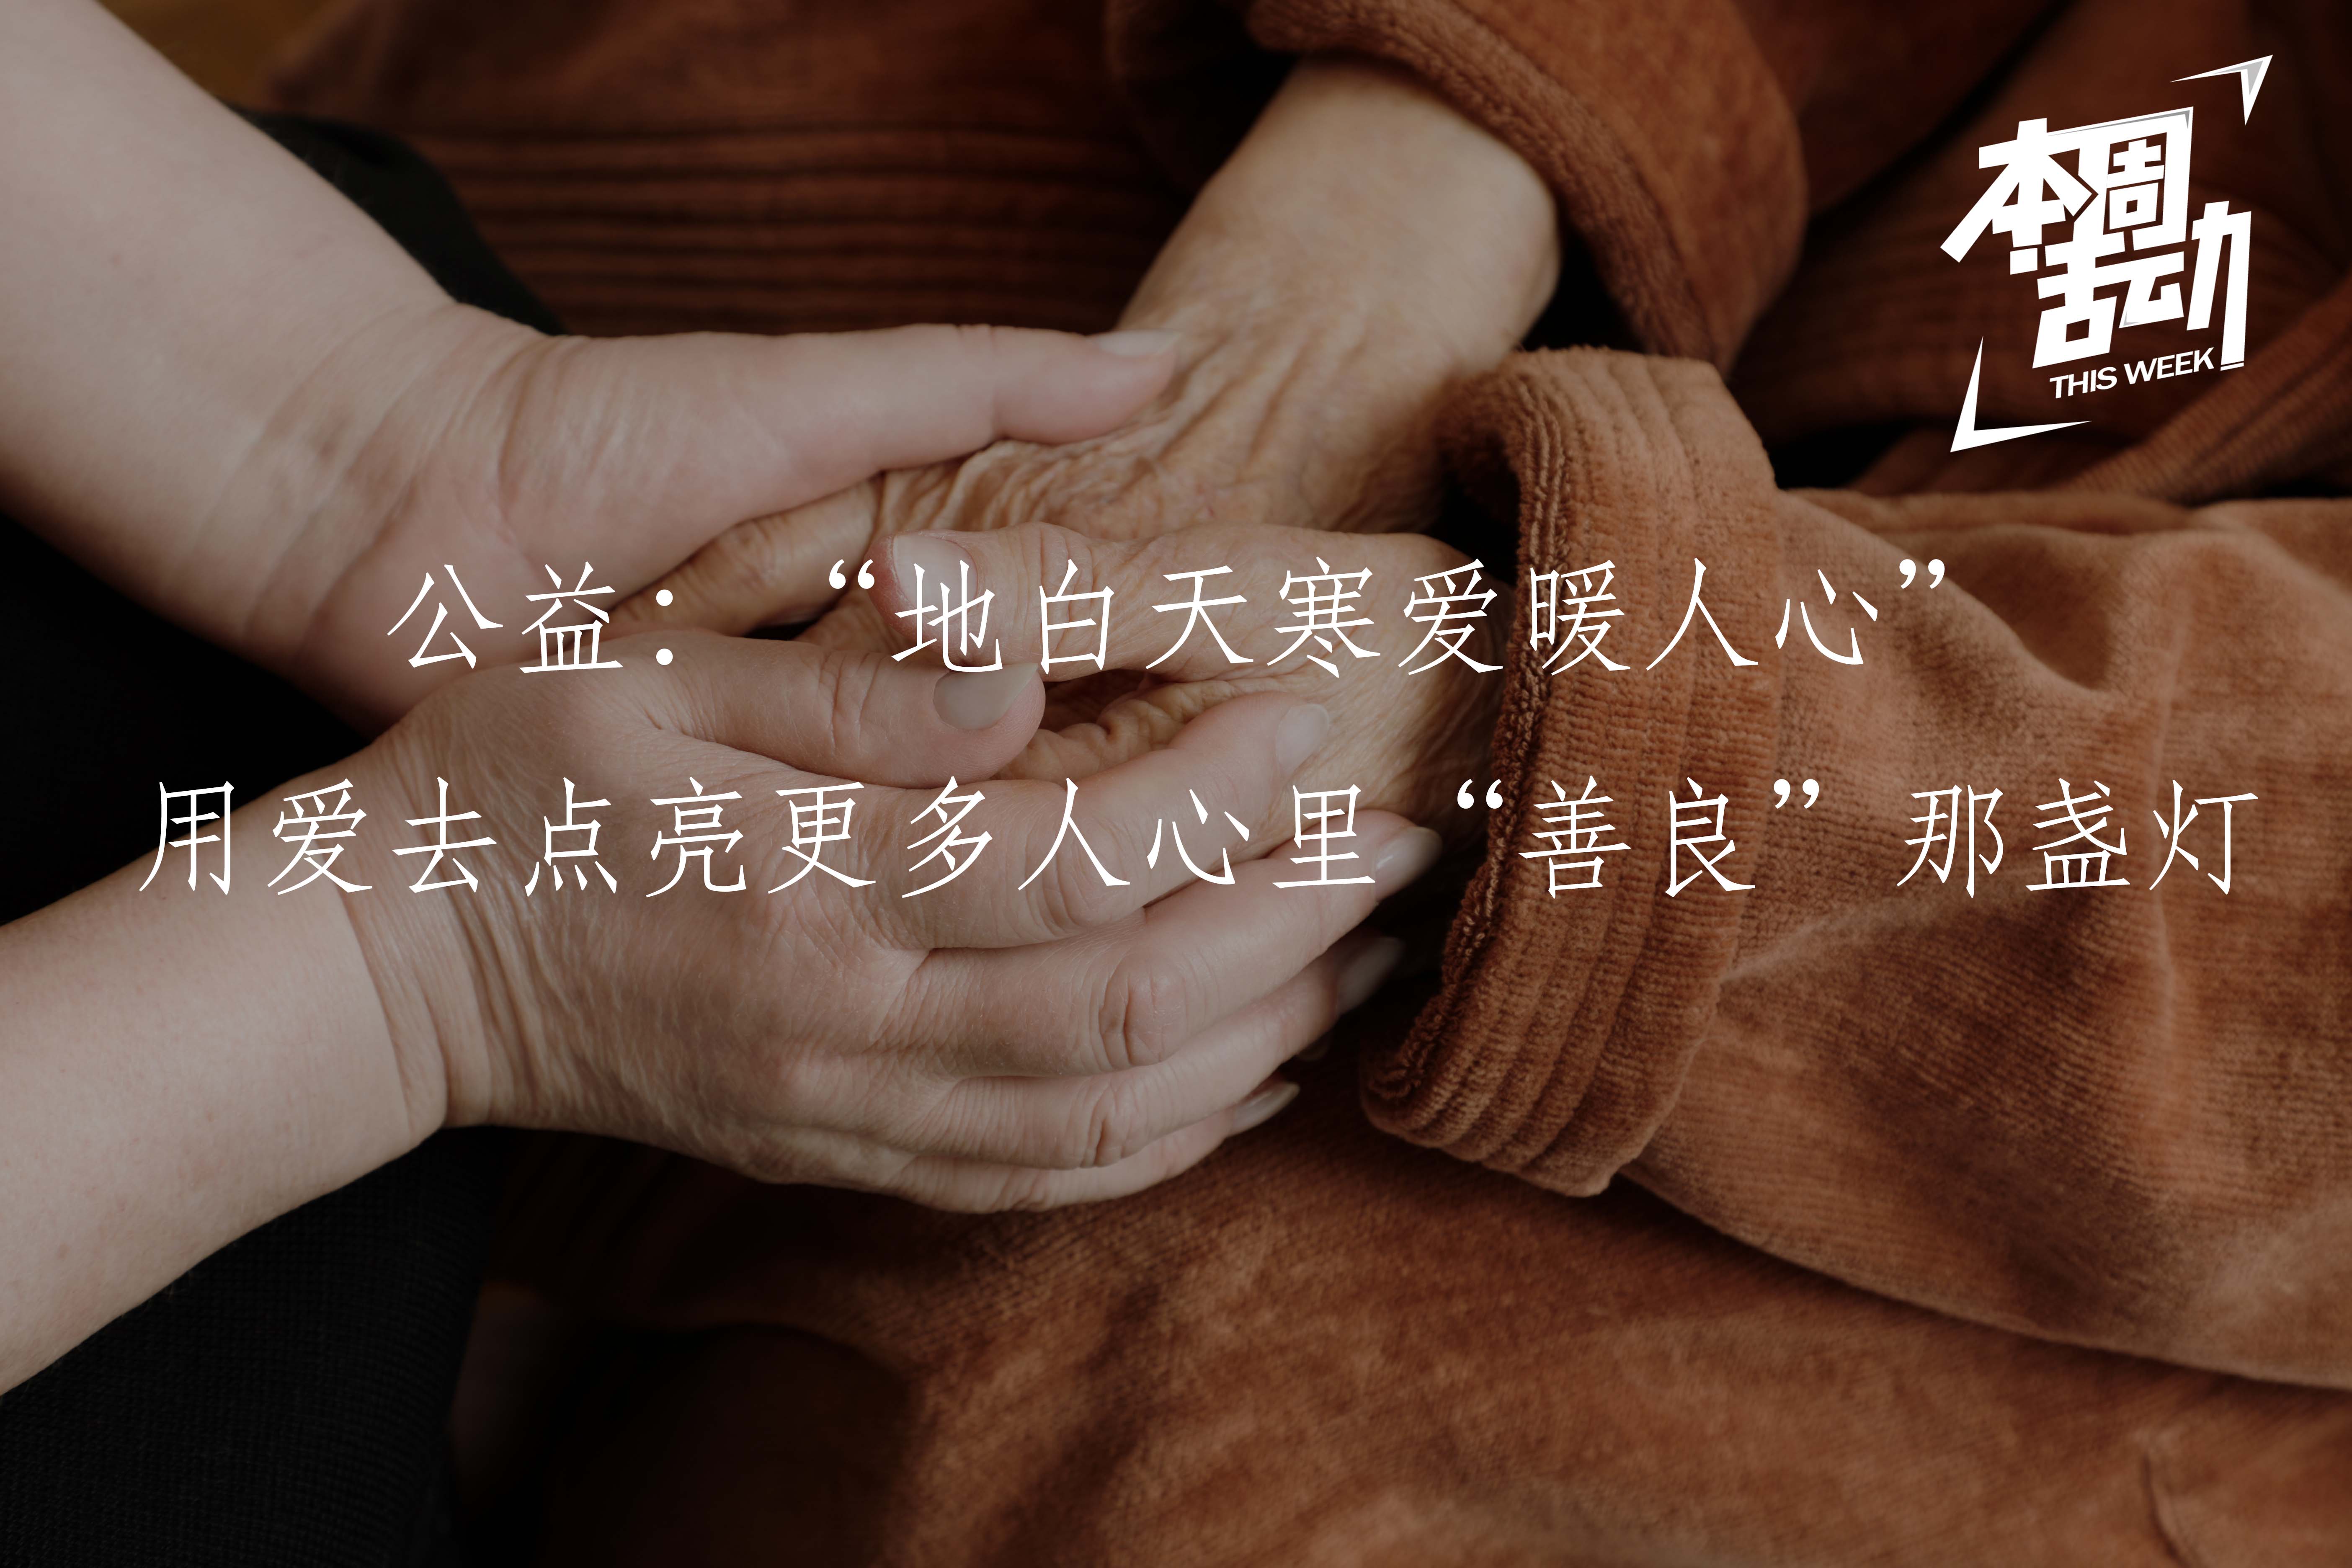 本周
活动
THIS WEEK
公益：“地白天寒爱暖人心”
用爱去点亮更多人心里“善良”那盏灯